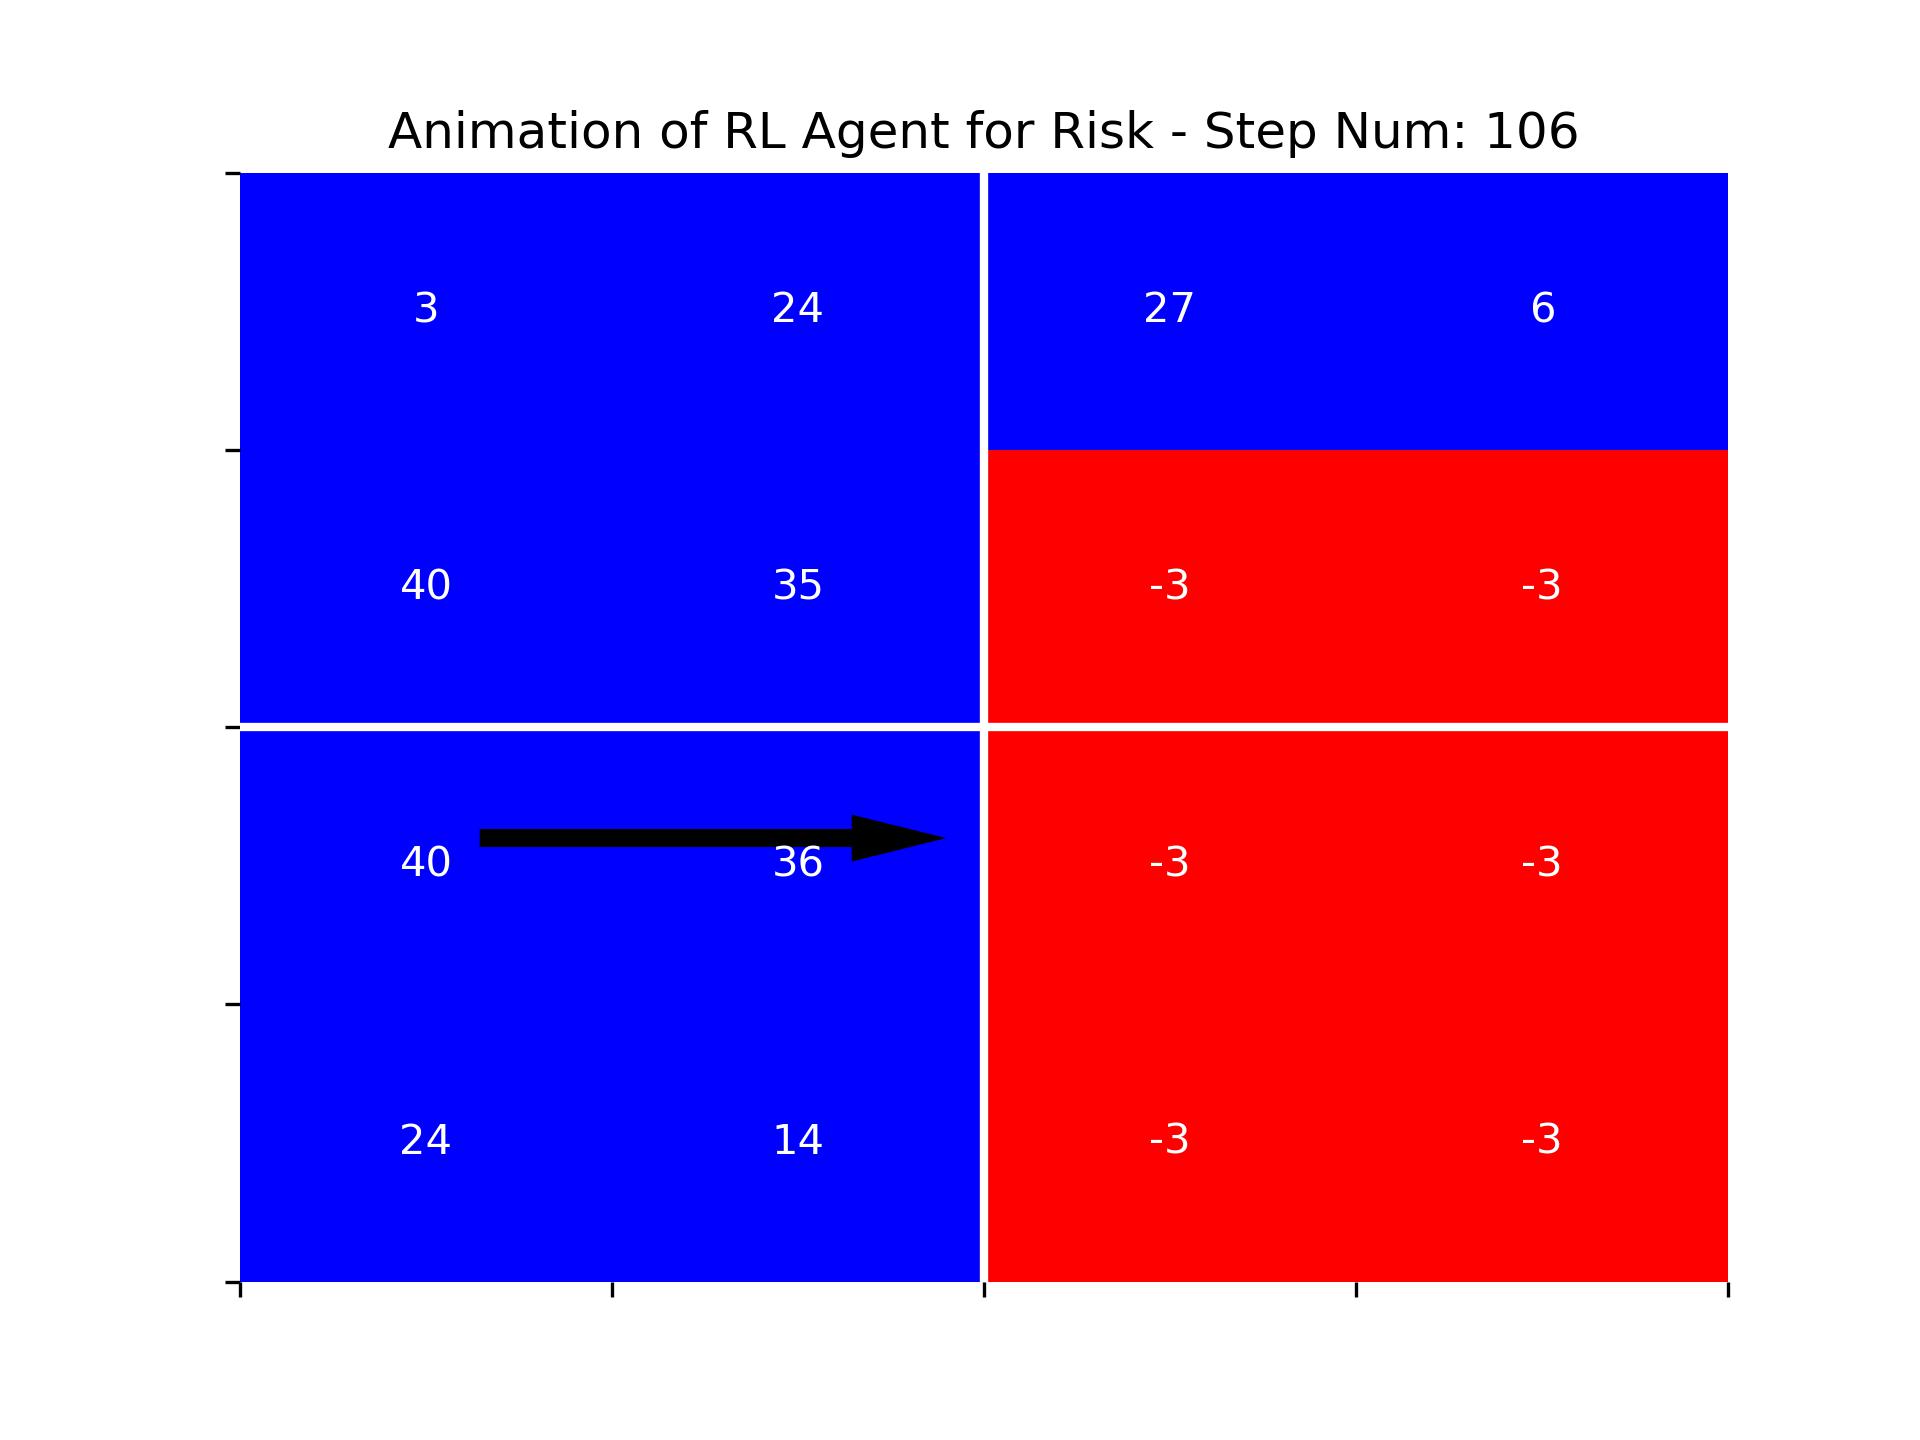 Animation of RL Agent for Risk - Step Num: 106
3 24 27 6
40 35 -3 -3
40 36 -3 -3
24 14 -3 -3